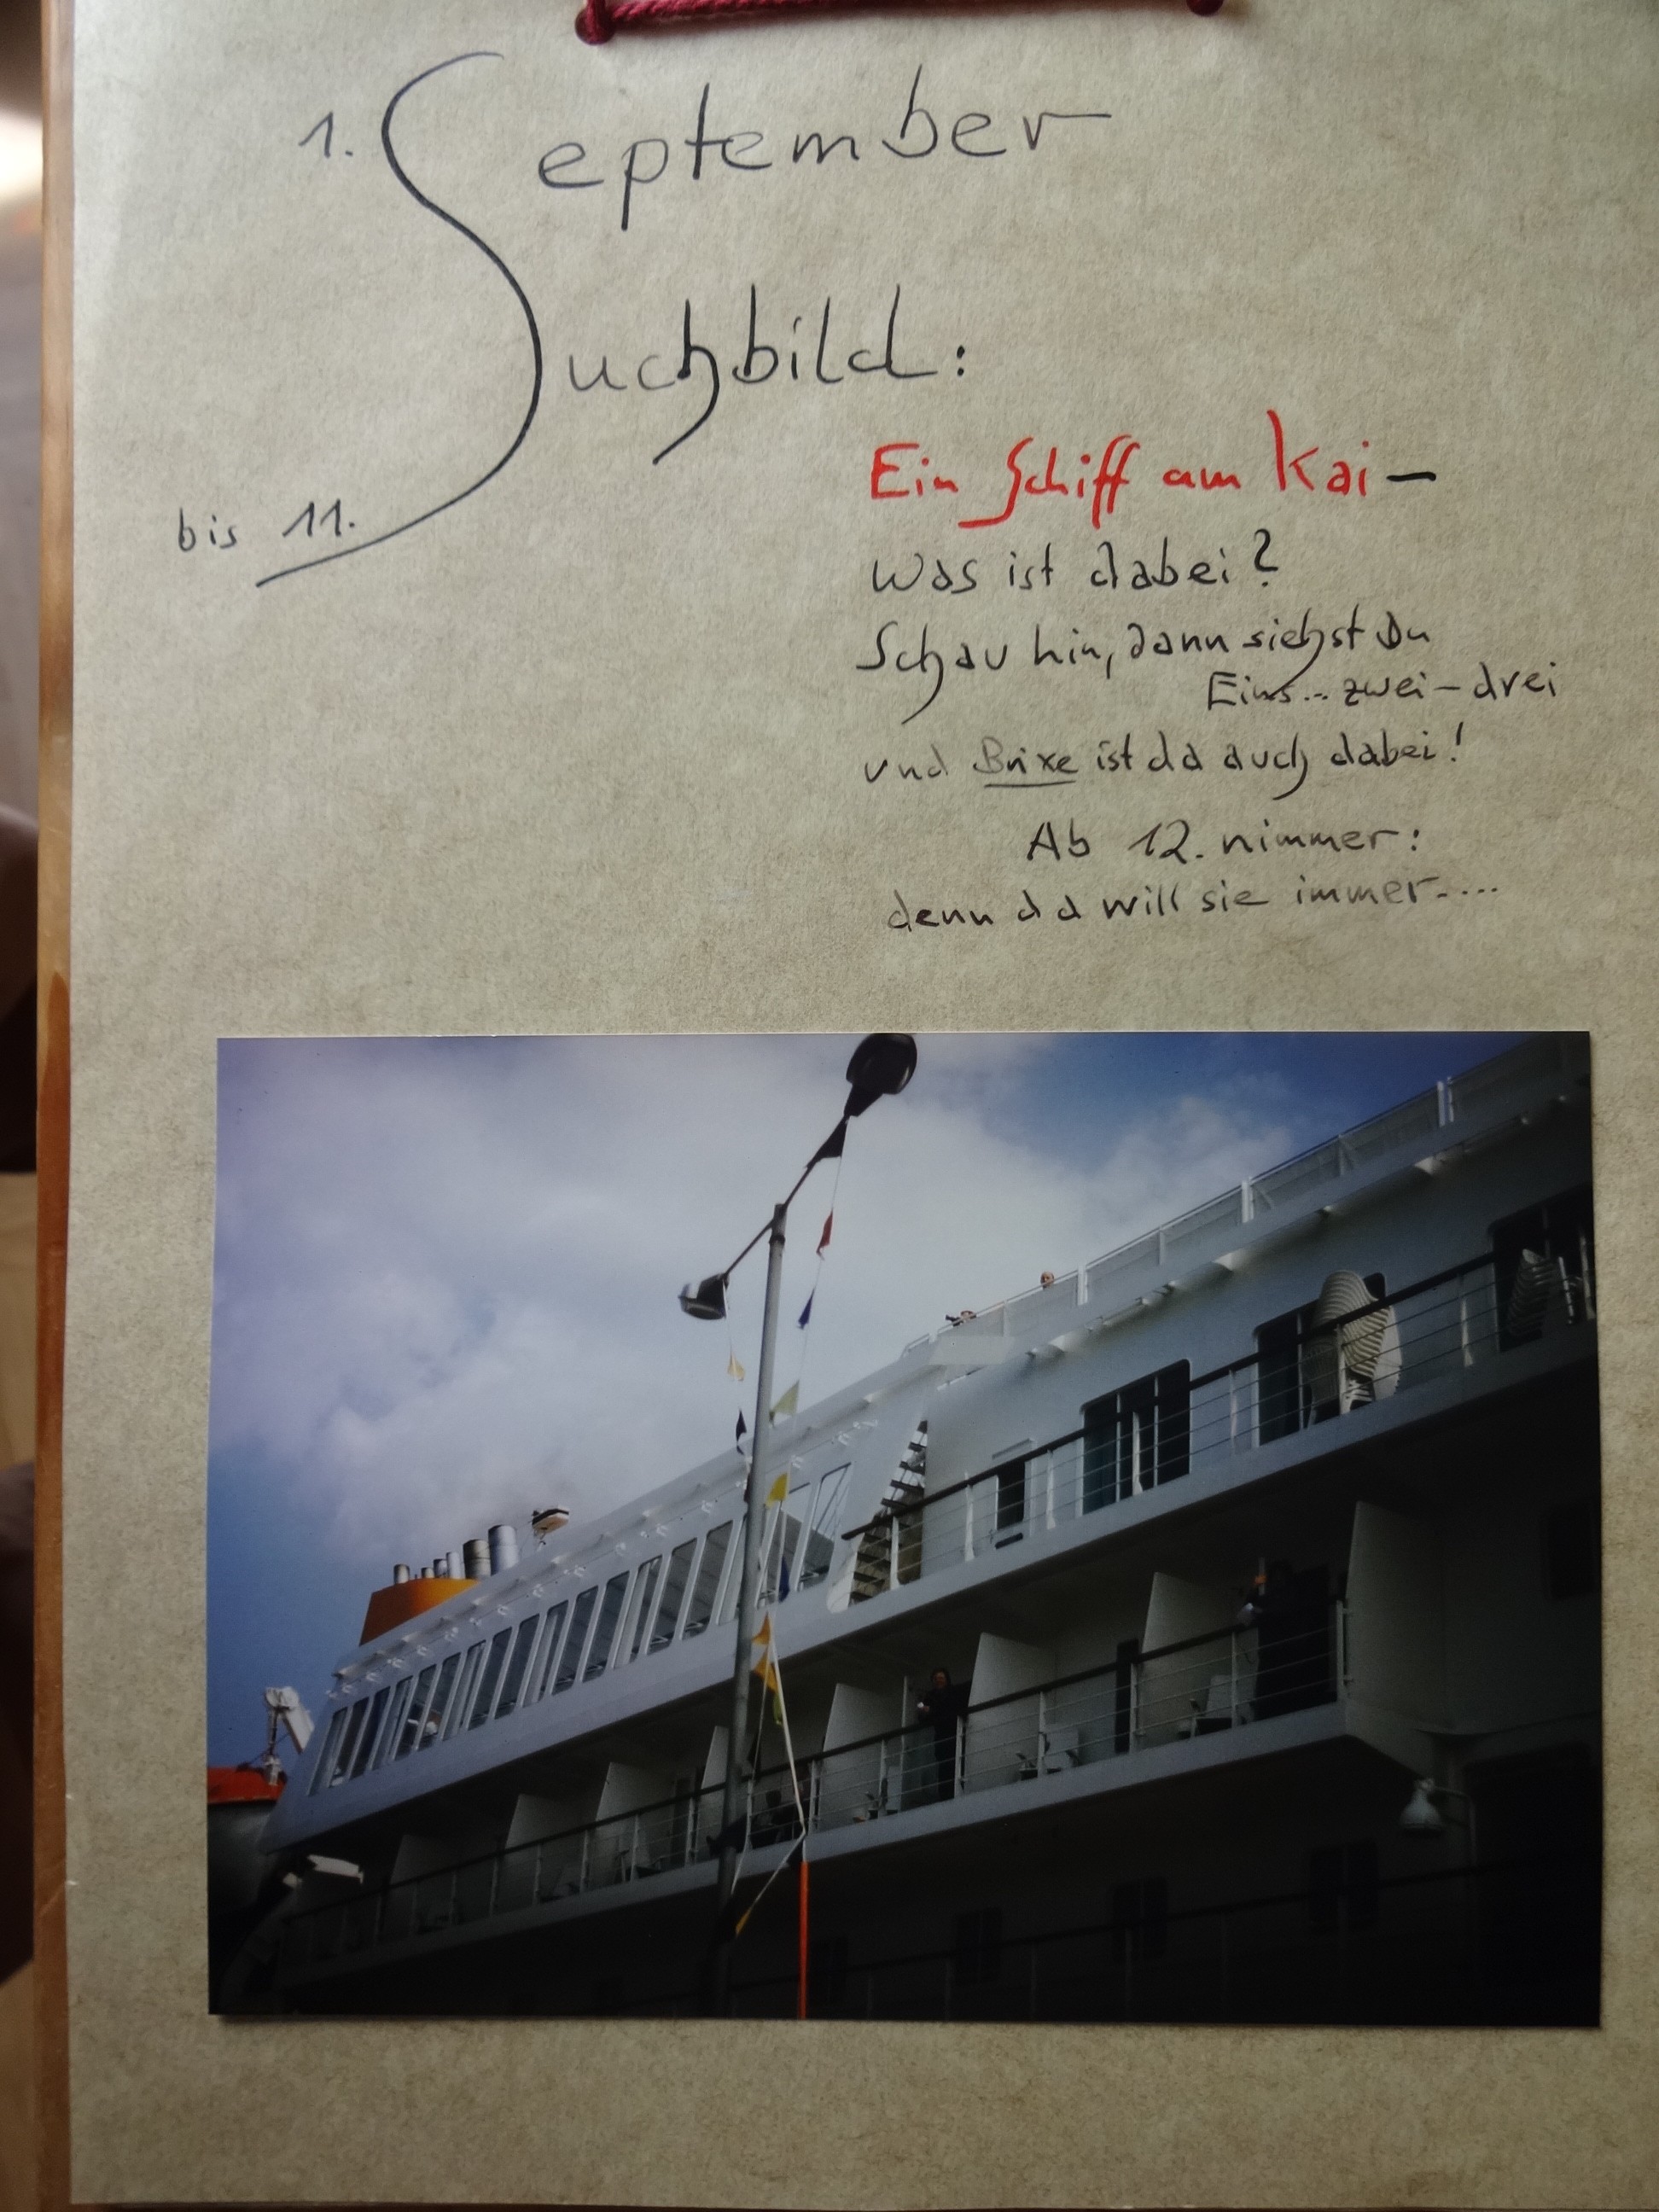 1. September
Suchbild:
bis 11.
Ein Schiff am Kai –
Was ist dabei?
Schau hin, dann siehst Du
Eins... zwei – drei
und Brixe ist da auch dabei!
Ab 12. nimmer:
denn da will sie immer....